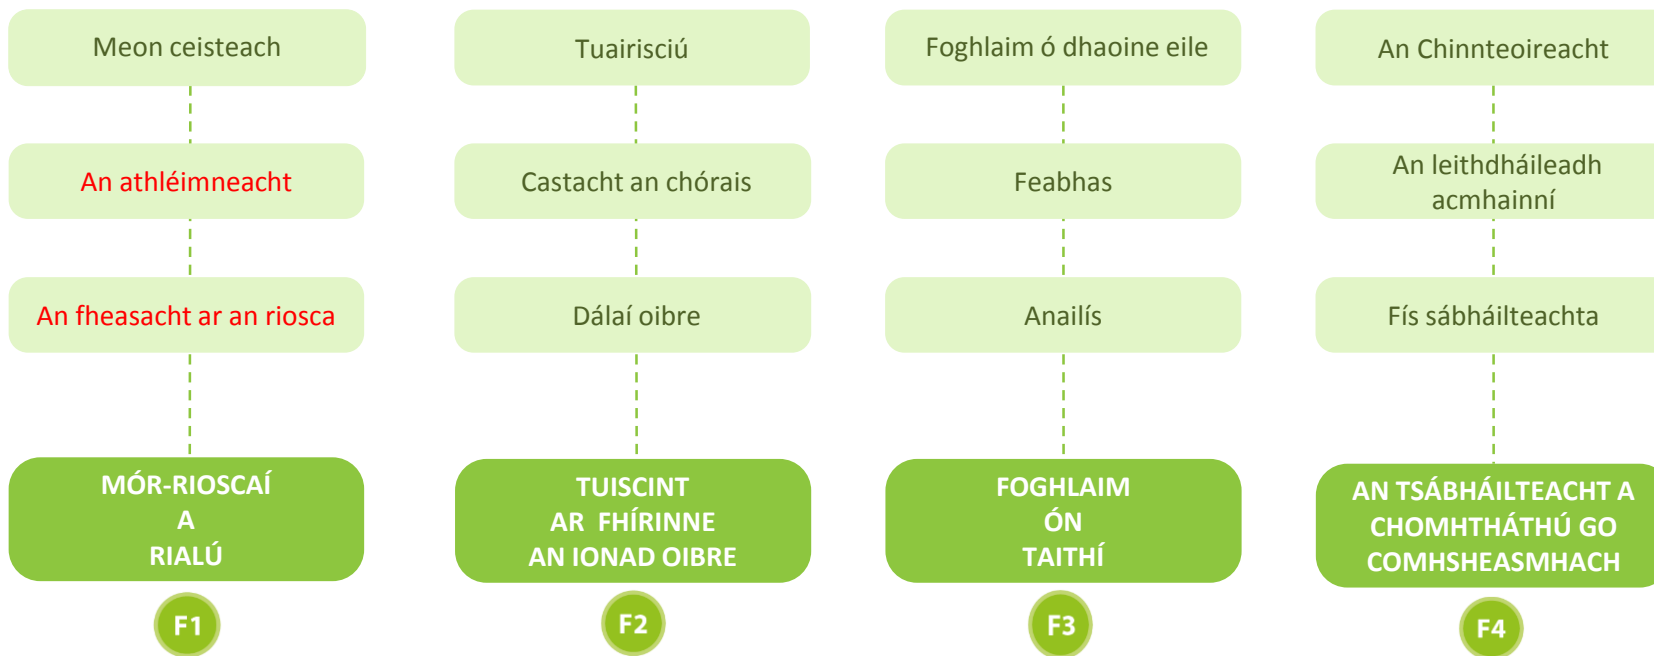 Meon ceisteach
An athléimneacht
An fheasacht ar an riosca
MÓR-RIOSCAÍ
A
RIALÚ
F1
Tuairisciú
Castacht an chórais
Dálaí oibre
TUISCINT
AR FHÍRINNE
AN IONAD OIBRE
F2
Foghlaim ó dhaoine eile
Feabhas
Anailís
FOGHLAIM
ÓN
TAITHÍ
F3
An Chinnteoireacht
An leithdháileadh
acmhainní
Fís sábháilteachta
AN TSÁBHÁILTEACHT A
CHOMHTHÁTHÚ GO
COMHSHEASMHACH
F4